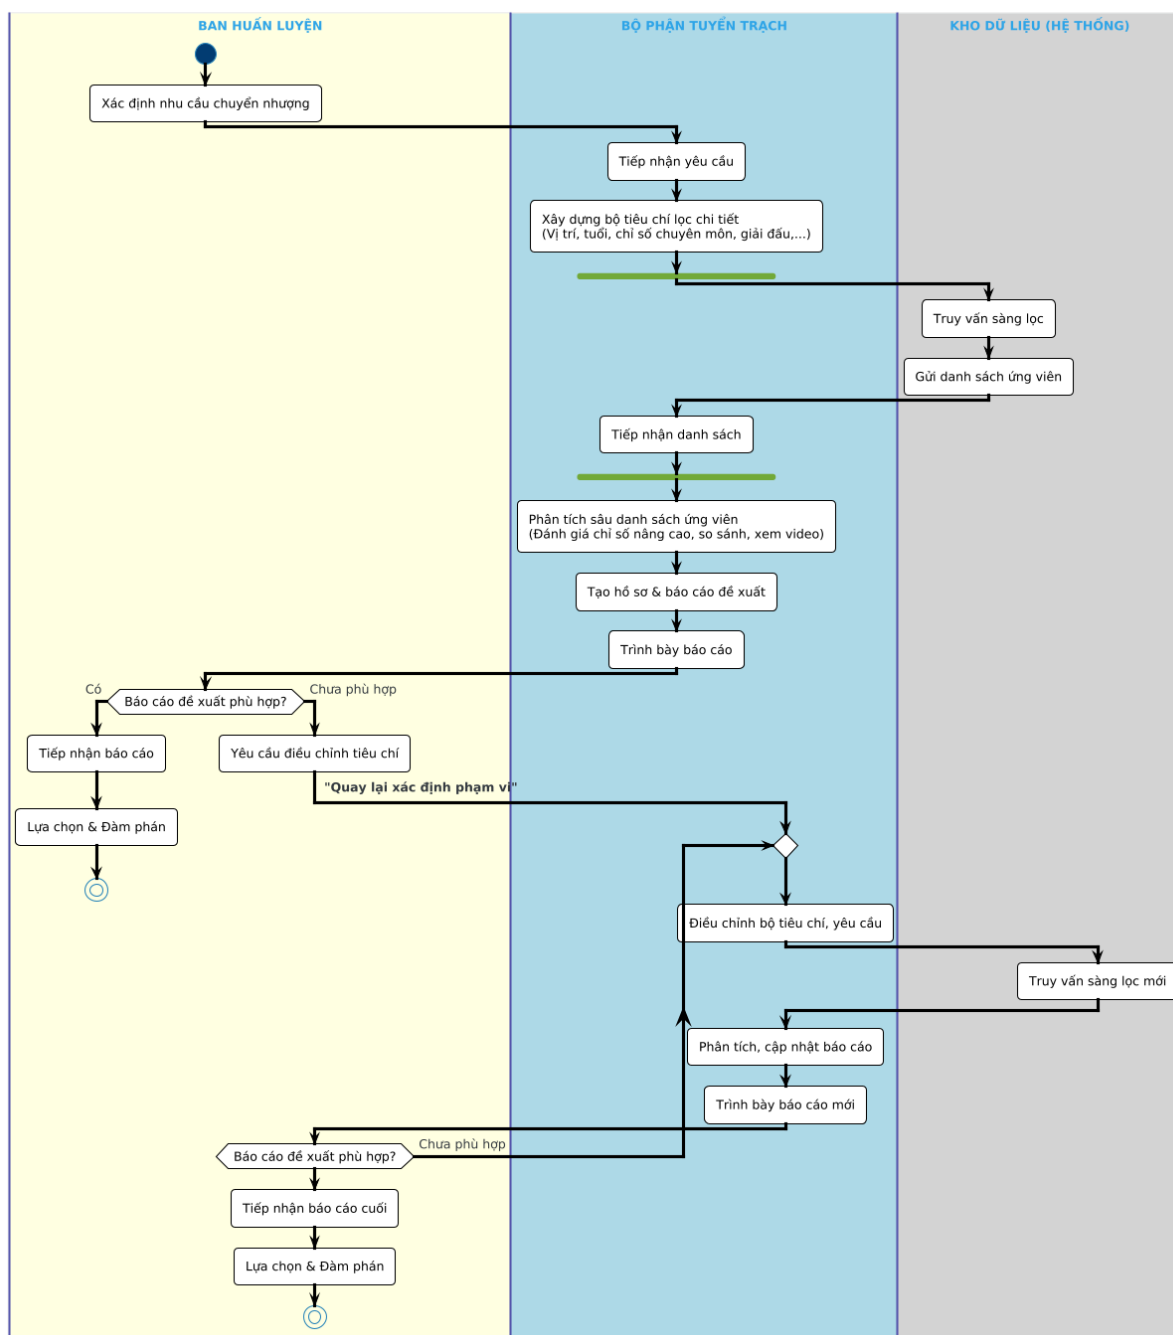 BAN HUẤN LUYỆN
BỘ PHẬN TUYỂN TRẠCH
KHO DỮ LIỆU (HỆ THỐNG)
Xác định nhu cầu chuyển nhượng
Tiếp nhận yêu cầu
Xây dựng bộ tiêu chí lọc chi tiết
(Vị trí, tuổi, chỉ số chuyên môn, giải đấu,...)
Truy vấn sàng lọc
Gửi danh sách ứng viên
Tiếp nhận danh sách
Phân tích sâu danh sách ứng viên
(Đánh giá chỉ số nâng cao, so sánh, xem video)
Tạo hồ sơ & báo cáo đề xuất
Trình bày báo cáo
Có
Báo cáo đề xuất phù hợp?
Chưa phù hợp
Tiếp nhận báo cáo
Yêu cầu điều chỉnh tiêu chí
"Quay lại xác định phạm vi"
Lựa chọn & Đàm phán
Điều chỉnh bộ tiêu chí, yêu cầu
Truy vấn sàng lọc mới
Phân tích, cập nhật báo cáo
Trình bày báo cáo mới
Báo cáo đề xuất phù hợp?
Chưa phù hợp
Tiếp nhận báo cáo cuối
Lựa chọn & Đàm phán